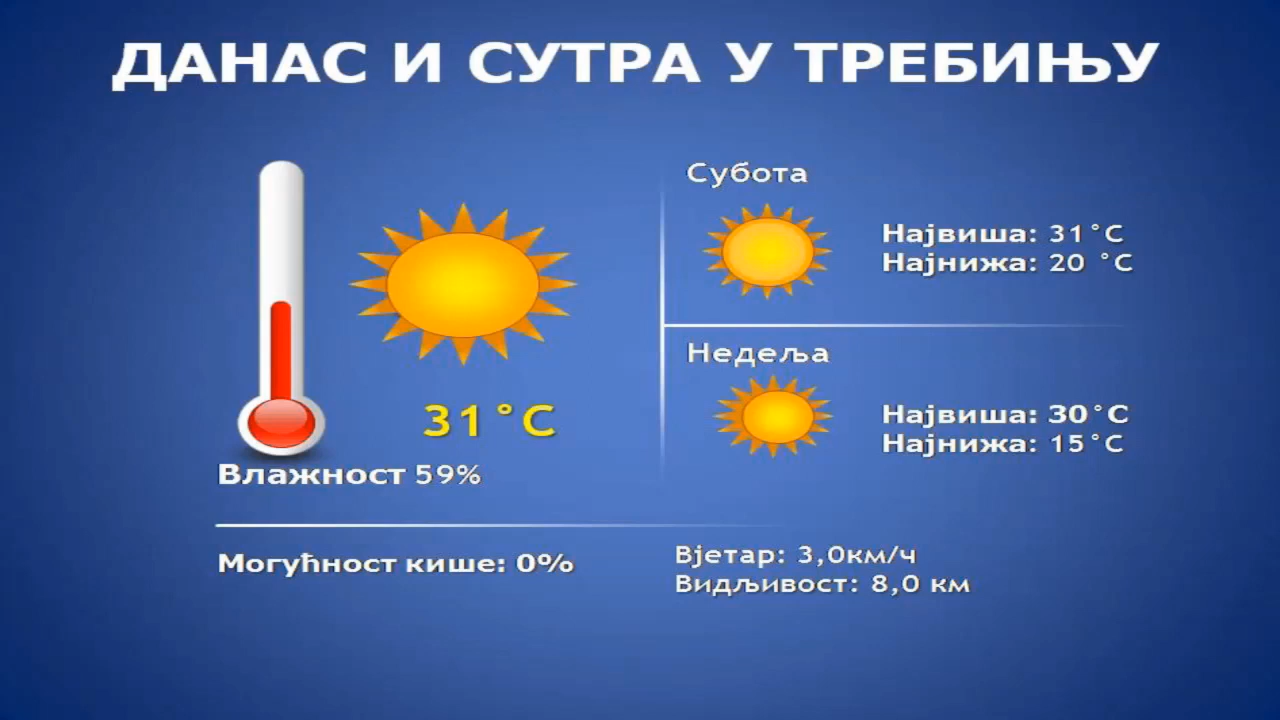 ДАНАС И СУТРА У ТРЕБИЊУ
31°C
Влажност 59%
Субота
Највиша: 31°C
Најнижа: 20 °C
Недеља
Највиша: 30°C
Најнижа: 15°C
Могућност кише: 0%
Вјетар: 3,0км/ч
Видљивост: 8,0 км